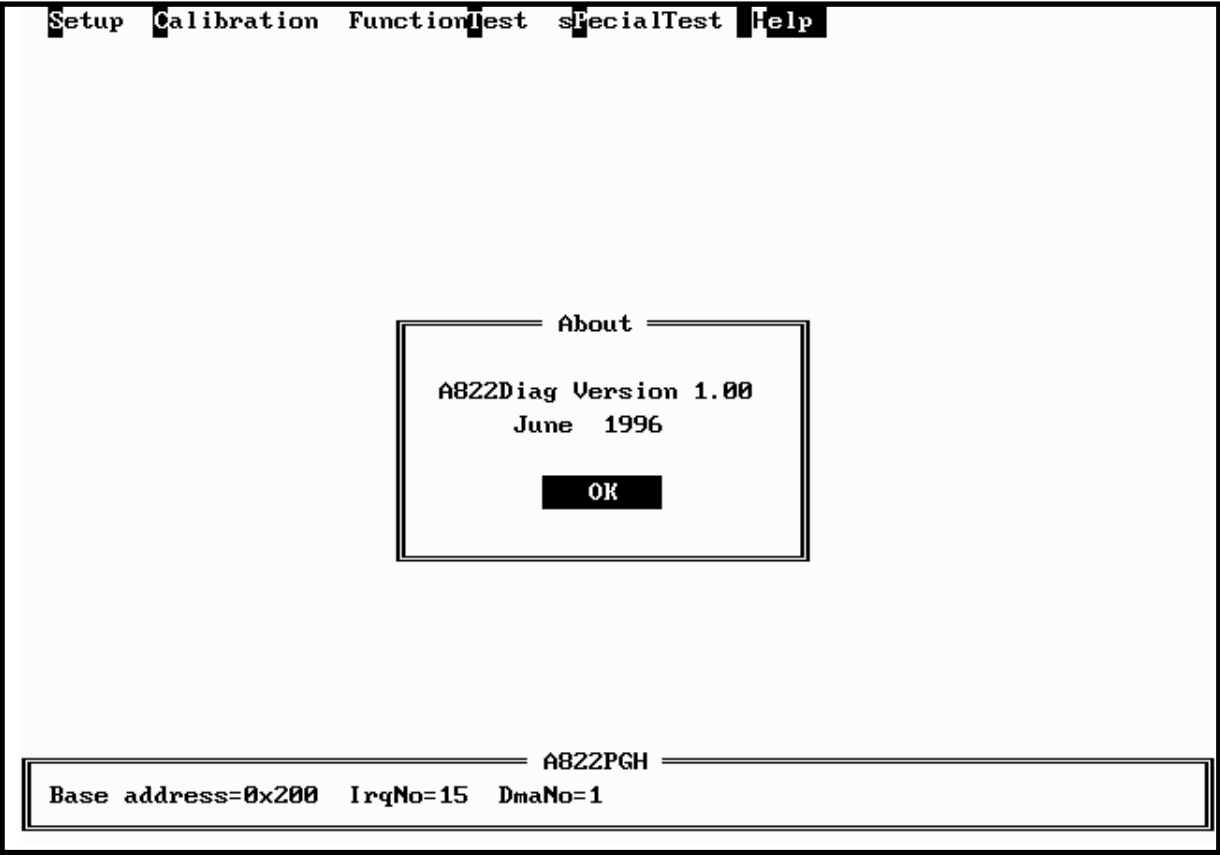 Setup Calibration FunctionTest sPecialTest Help
About
A822Diag Version 1.00
June 1996
OK
A822PGH
Base address=0x200 IrqNo=15 DmaNo=1